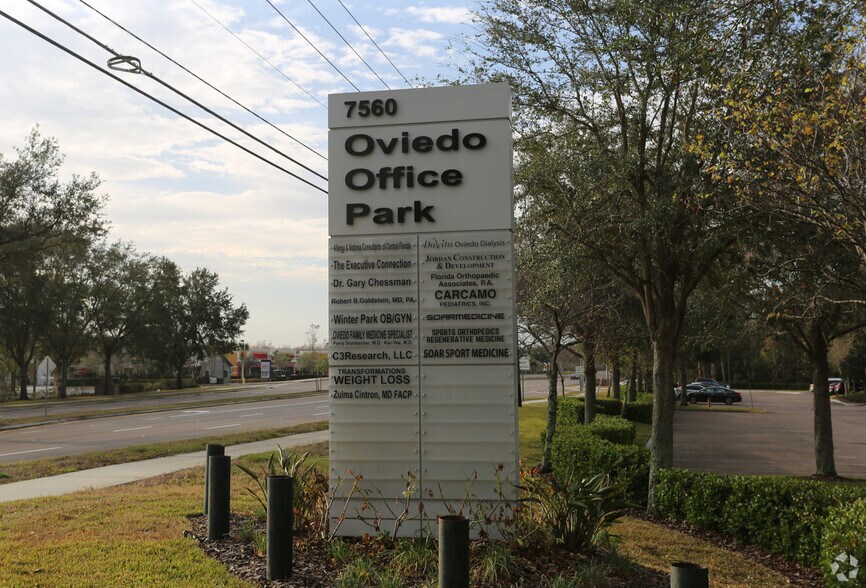 7560
Oviedo
Office
Park
Allergy & Asthma Consultants of Central Florida
The Executive Connection
Dr. Gary Chessman
Robert B. Goldstein, MD, PA
Winter Park OB/GYN
OVIEDO FAMILY MEDICINE SPECIALIST
C3Research, LLC
TRANSFORMATIONS
WEIGHT LOSS
Zulma Cintron, MD FACP
DaVita Oviedo Dialysis
JORDAN CONSTRUCTION
& DEVELOPMENT
Florida Orthopaedic
Associates, P.A.
CARCAMO
PEDIATRICS, INC.
SOARMEDICINE
SPORTS ORTHOPEDICS
REGENERATIVE MEDICINE
SOAR SPORT MEDICINE